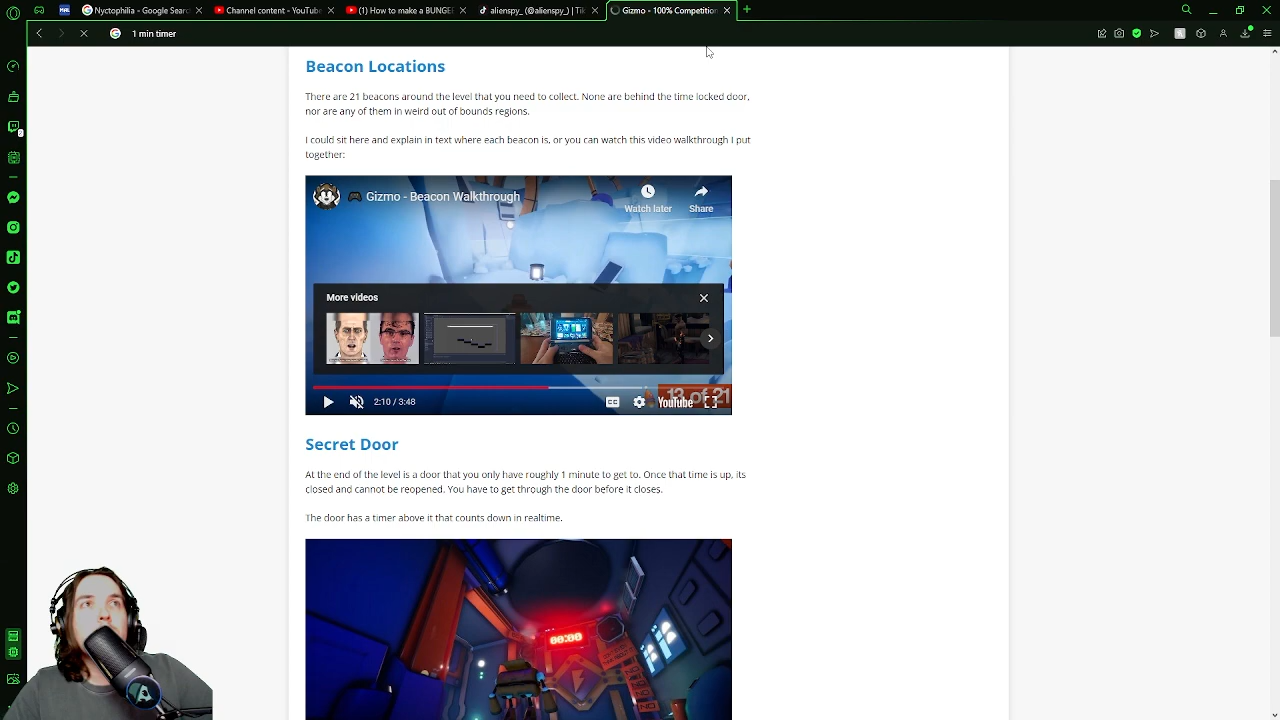 Nyctophilia - Google Sear
Channel content - YouTub
(1) How to make a BUNGE
alienspy_ (@alienspy_) | Tik
Gizmo - 100% Competition
1 min timer
Beacon Locations
There are 21 beacons around the level that you need to collect. None are behind the time locked door,
nor are any of them in weird out of bounds regions.
I could sit here and explain in text where each beacon is, or you can watch this video walkthrough I put
together:
Gizmo - Beacon Walkthrough
Watch later
Share
More videos
2:10 / 3:48
CC
YouTube
13 of 21
Secret Door
At the end of the level is a door that you only have roughly 1 minute to get to. Once that time is up, its
closed and cannot be reopened. You have to get through the door before it closes.
The door has a timer above it that counts down in realtime.
00:00